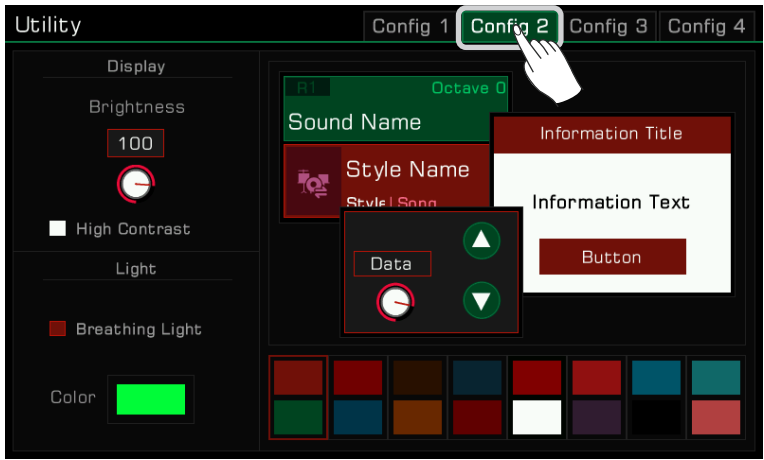 Utility
Config 1
Config 2
Config 3
Config 4
Display
Brightness
100
High Contrast
Light
Breathing Light
Color
R1
Octave 0
Sound Name
Style Name
Style | Song
Information Title
Information Text
Button
Data